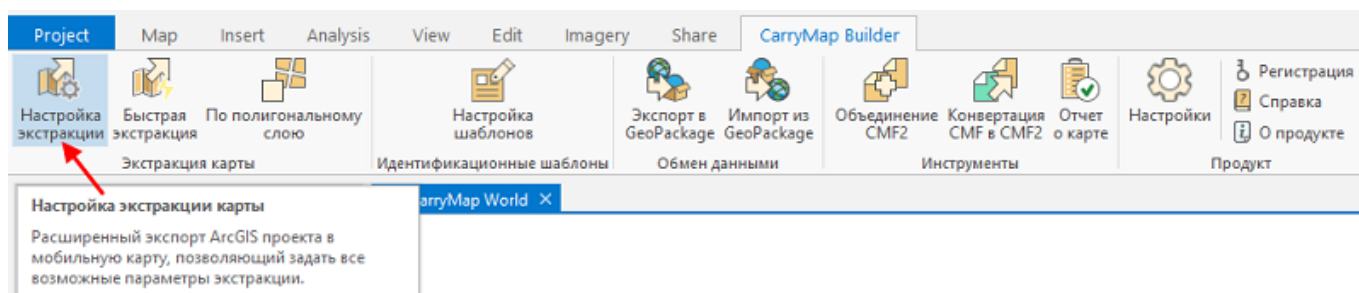 Project Map Insert Analysis View Edit Imagery Share CarryMap Builder
Настройка экстракции
Быстрая экстракция
По полигональному слою
Настройка шаблонов
Экспорт в GeoPackage
Импорт из GeoPackage
Объединение CMF2
Конвертация CMF в CMF2
Отчет о карте
Настройки
Регистрация
Справка
О продукте
Экстракция карты
Идентификационные шаблоны
Обмен данными
Инструменты
Продукт
arryMap World ×
Настройка экстракции карты
Расширенный экспорт ArcGIS проекта в
мобильную карту, позволяющий задать все
возможные параметры экстракции.